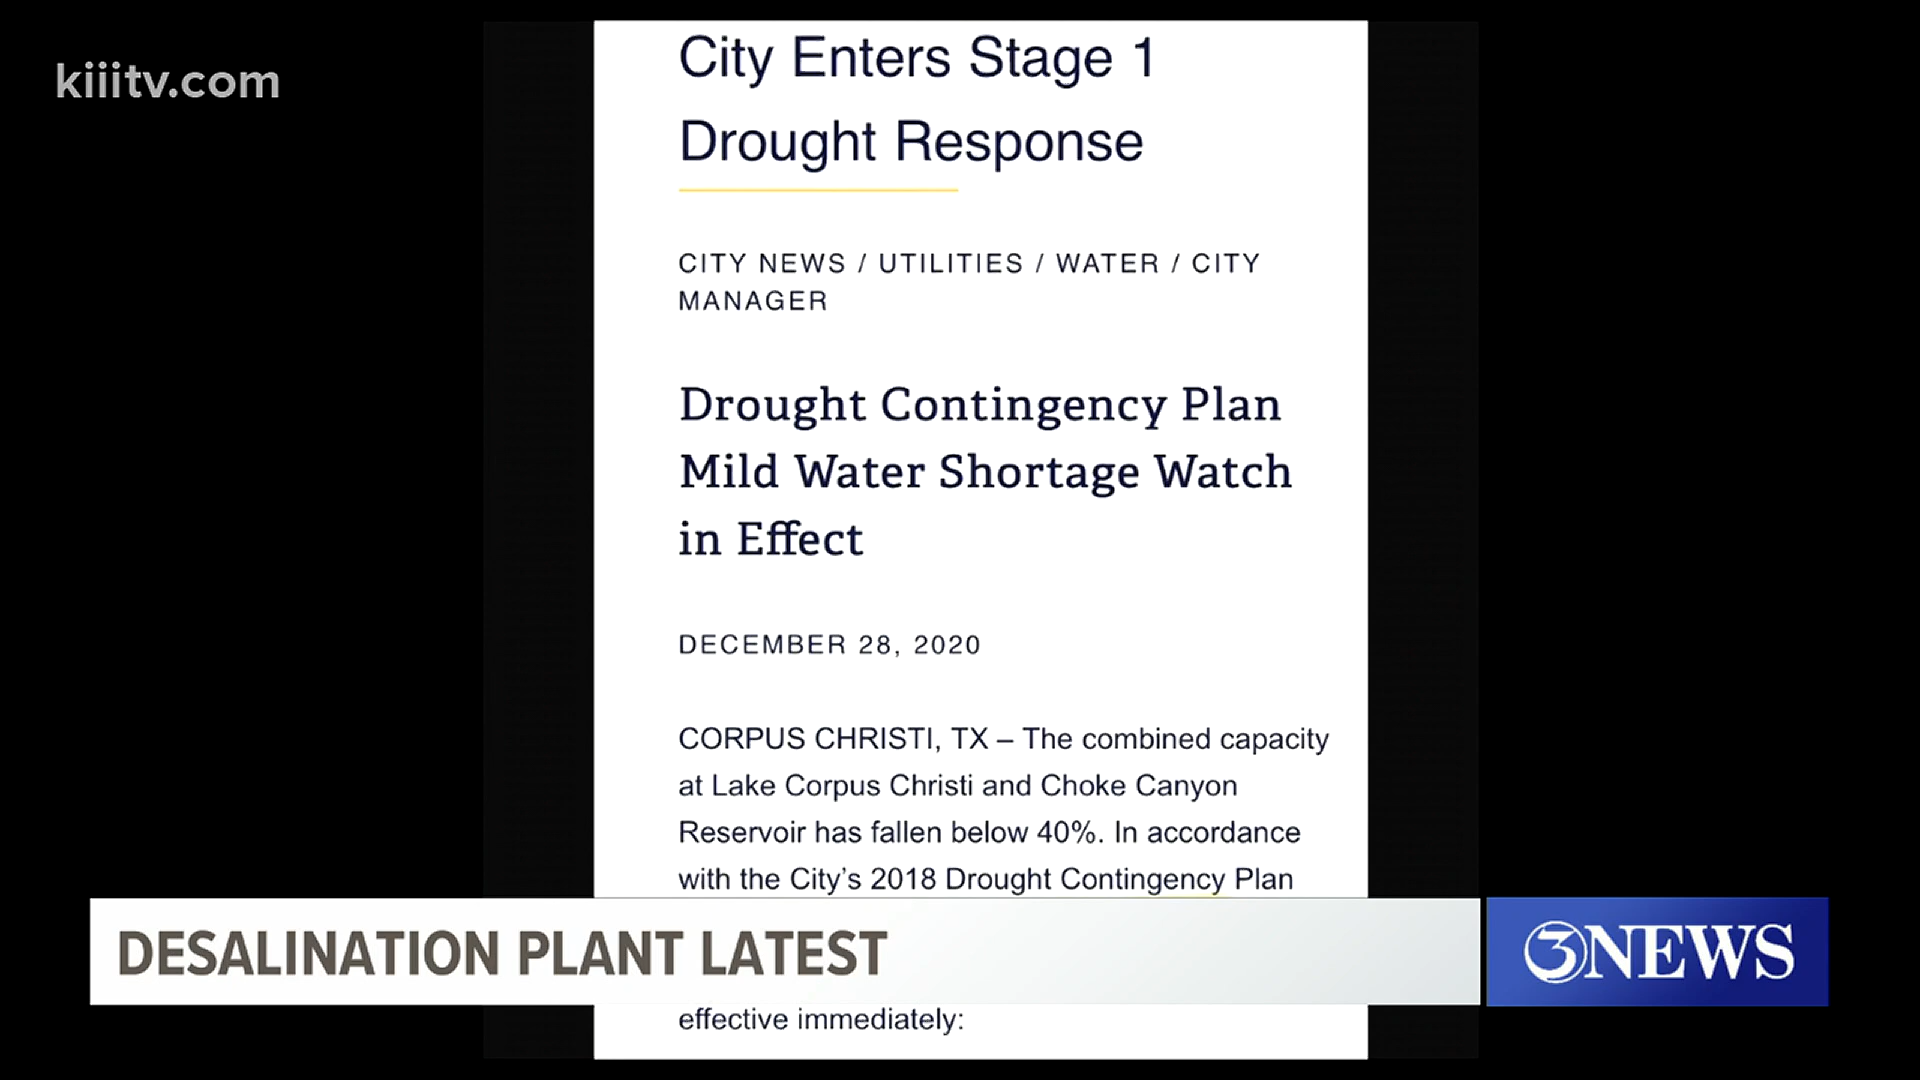 kiiitv.com
City Enters Stage 1
Drought Response
CITY NEWS / UTILITIES / WATER / CITY
MANAGER
Drought Contingency Plan
Mild Water Shortage Watch
in Effect
DECEMBER 28, 2020
CORPUS CHRISTI, TX – The combined capacity
at Lake Corpus Christi and Choke Canyon
Reservoir has fallen below 40%. In accordance
with the City’s 2018 Drought Contingency Plan
DESALINATION PLANT LATEST
3NEWS
effective immediately: